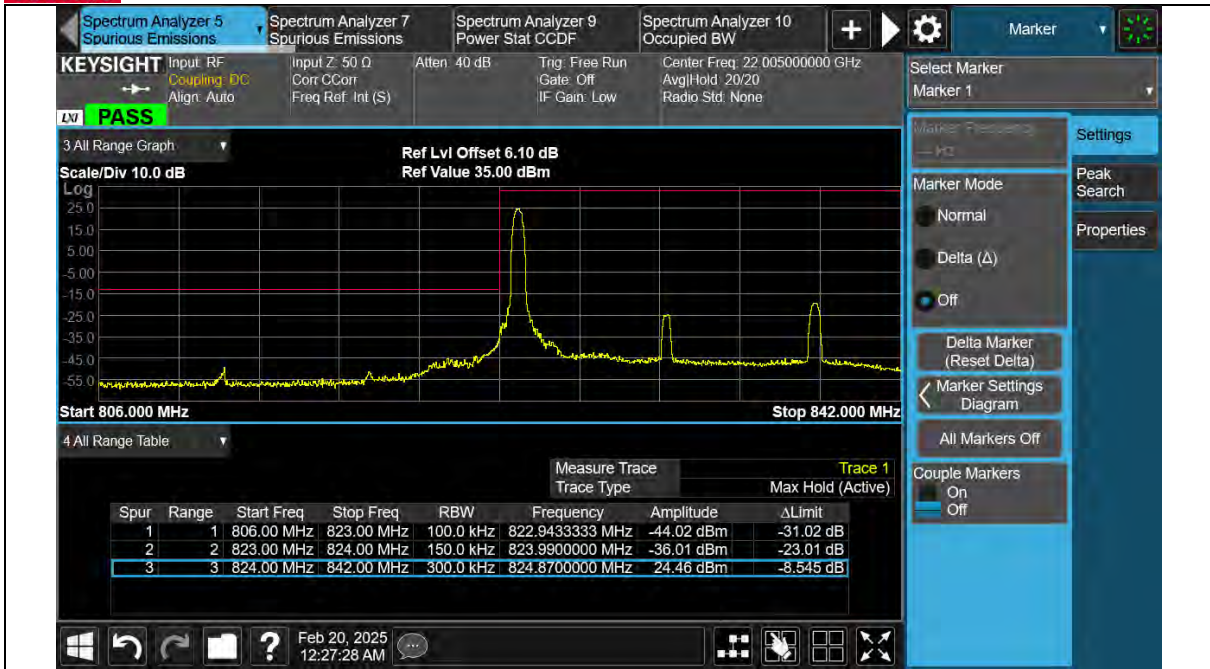 Spectrum Analyzer 5
Spurious Emissions
Spectrum Analyzer 7
Spurious Emissions
Spectrum Analyzer 9
Power Stat CCDF
Spectrum Analyzer 10
Occupied BW
+
Marker
KEYSIGHT
Input: RF
Coupling: DC
Align: Auto
Input Z: 50 Ω
Corr CCorr
Freq Ref: Int (S)
Atten: 40 dB
Trig: Free Run
Gate: Off
IF Gain: Low
Center Freq: 22.005000000 GHz
Avg|Hold: 20/20
Radio Std: None
LXI PASS
Select Marker
Marker 1
3 All Range Graph
Ref Lvl Offset 6.10 dB
Scale/Div 10.0 dB
Ref Value 35.00 dBm
Log
25.0
15.0
5.00
-5.00
-15.0
-25.0
-35.0
-45.0
-55.0
Start 806.000 MHz
Stop 842.000 MHz
Marker Frequency
--- Hz
Settings
Peak
Search
Properties
Marker Mode
Normal
Delta (Δ)
Off
Delta Marker
(Reset Delta)
Marker Settings
Diagram
All Markers Off
Couple Markers
On
Off
4 All Range Table
Measure Trace Trace 1
Trace Type Max Hold (Active)
Spur Range Start Freq Stop Freq RBW Frequency Amplitude ΔLimit
1 1 806.00 MHz 823.00 MHz 100.0 kHz 822.9433333 MHz -44.02 dBm -31.02 dB
2 2 823.00 MHz 824.00 MHz 150.0 kHz 823.9900000 MHz -36.01 dBm -23.01 dB
3 3 824.00 MHz 842.00 MHz 300.0 kHz 824.8700000 MHz 24.46 dBm -8.545 dB
?
Feb 20, 2025
12:27:28 AM